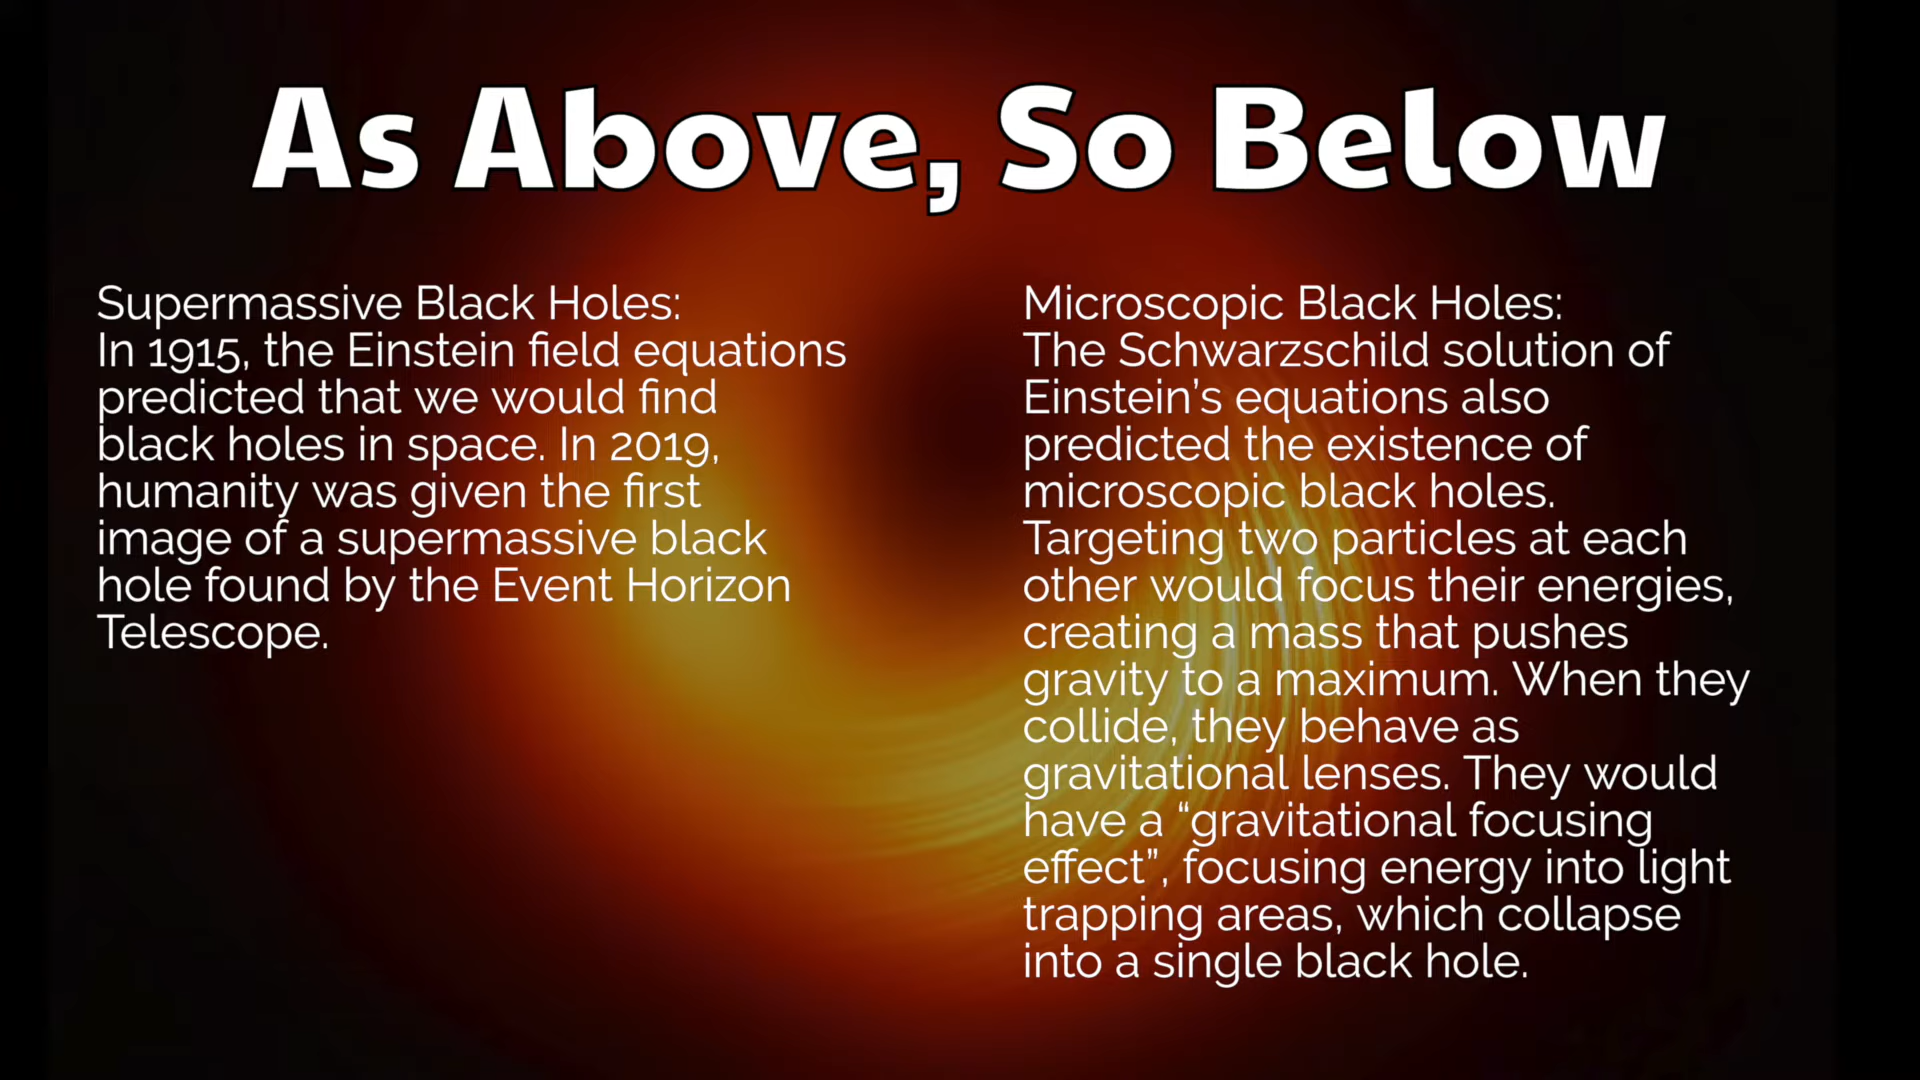 As Above, So Below
Supermassive Black Holes:
In 1915, the Einstein field equations
predicted that we would find
black holes in space. In 2019,
humanity was given the first
image of a supermassive black
hole found by the Event Horizon
Telescope.
Microscopic Black Holes:
The Schwarzschild solution of
Einstein’s equations also
predicted the existence of
microscopic black holes.
Targeting two particles at each
other would focus their energies,
creating a mass that pushes
gravity to a maximum. When they
collide, they behave as
gravitational lenses. They would
have a “gravitational focusing
effect”, focusing energy into light
trapping areas, which collapse
into a single black hole.